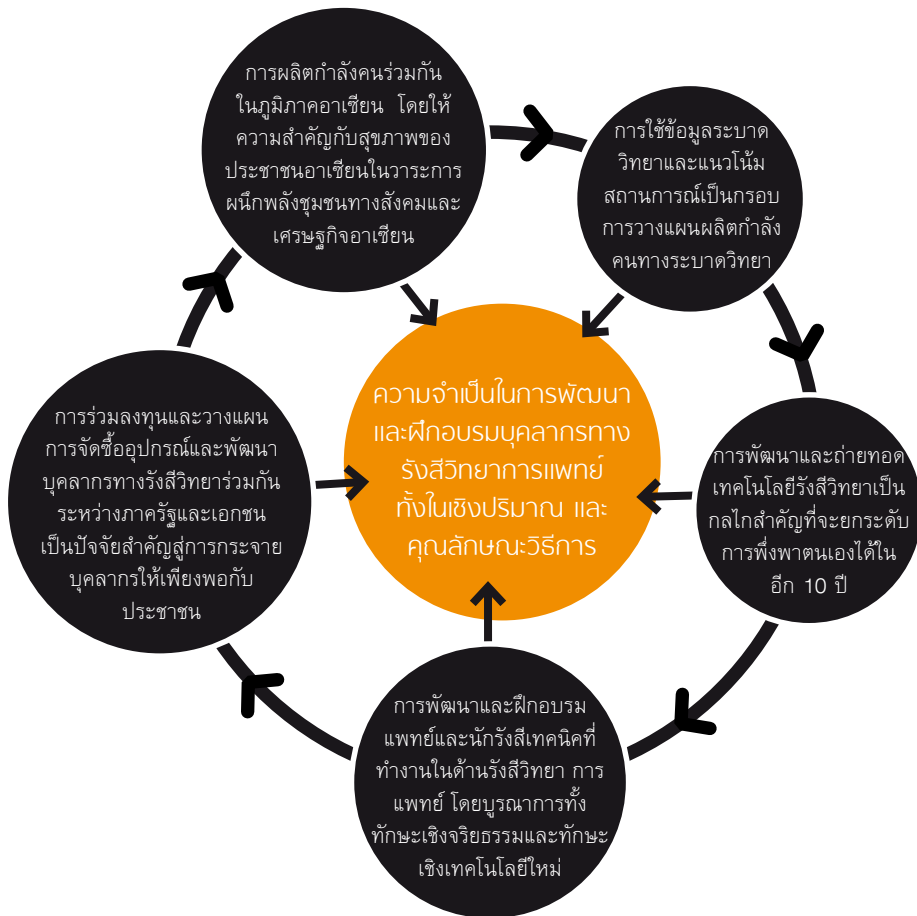 การผลิตกำลังคนร่วมกัน
ในภูมิภาคอาเซียน โดยให้
ความสำคัญกับสุขภาพของ
ประชาชนอาเซียนในวาระการ
ผนึกพลังชุมชนทางสังคมและ
เศรษฐกิจอาเซียน
การใช้ข้อมูลระบาด
วิทยาและแนวโน้ม
สถานการณ์เป็นกรอบ
การวางแผนผลิตกำลัง
คนทางระบาดวิทยา
การพัฒนาและถ่ายทอด
เทคโนโลยีรังสีวิทยาเป็น
กลไกสำคัญที่จะยกระดับ
การพึ่งพาตนเองได้ใน
อีก 10 ปี
การพัฒนาและฝึกอบรม
แพทย์และนักรังสีเทคนิคที่
ทำงานในด้านรังสีวิทยา การ
แพทย์ โดยบูรณาการทั้ง
ทักษะเชิงจริยธรรมและทักษะ
เชิงเทคโนโลยีใหม่
การร่วมลงทุนและวางแผน
การจัดซื้ออุปกรณ์และพัฒนา
บุคลากรทางรังสีวิทยาร่วมกัน
ระหว่างภาครัฐและเอกชน
เป็นปัจจัยสำคัญสู่การกระจาย
บุคลากรให้เพียงพอกับ
ประชาชน
ความจำเป็นในการพัฒนา
และฝึกอบรมบุคลากรทาง
รังสีวิทยาการแพทย์
ทั้งในเชิงปริมาณ และ
คุณลักษณะวิธีการ